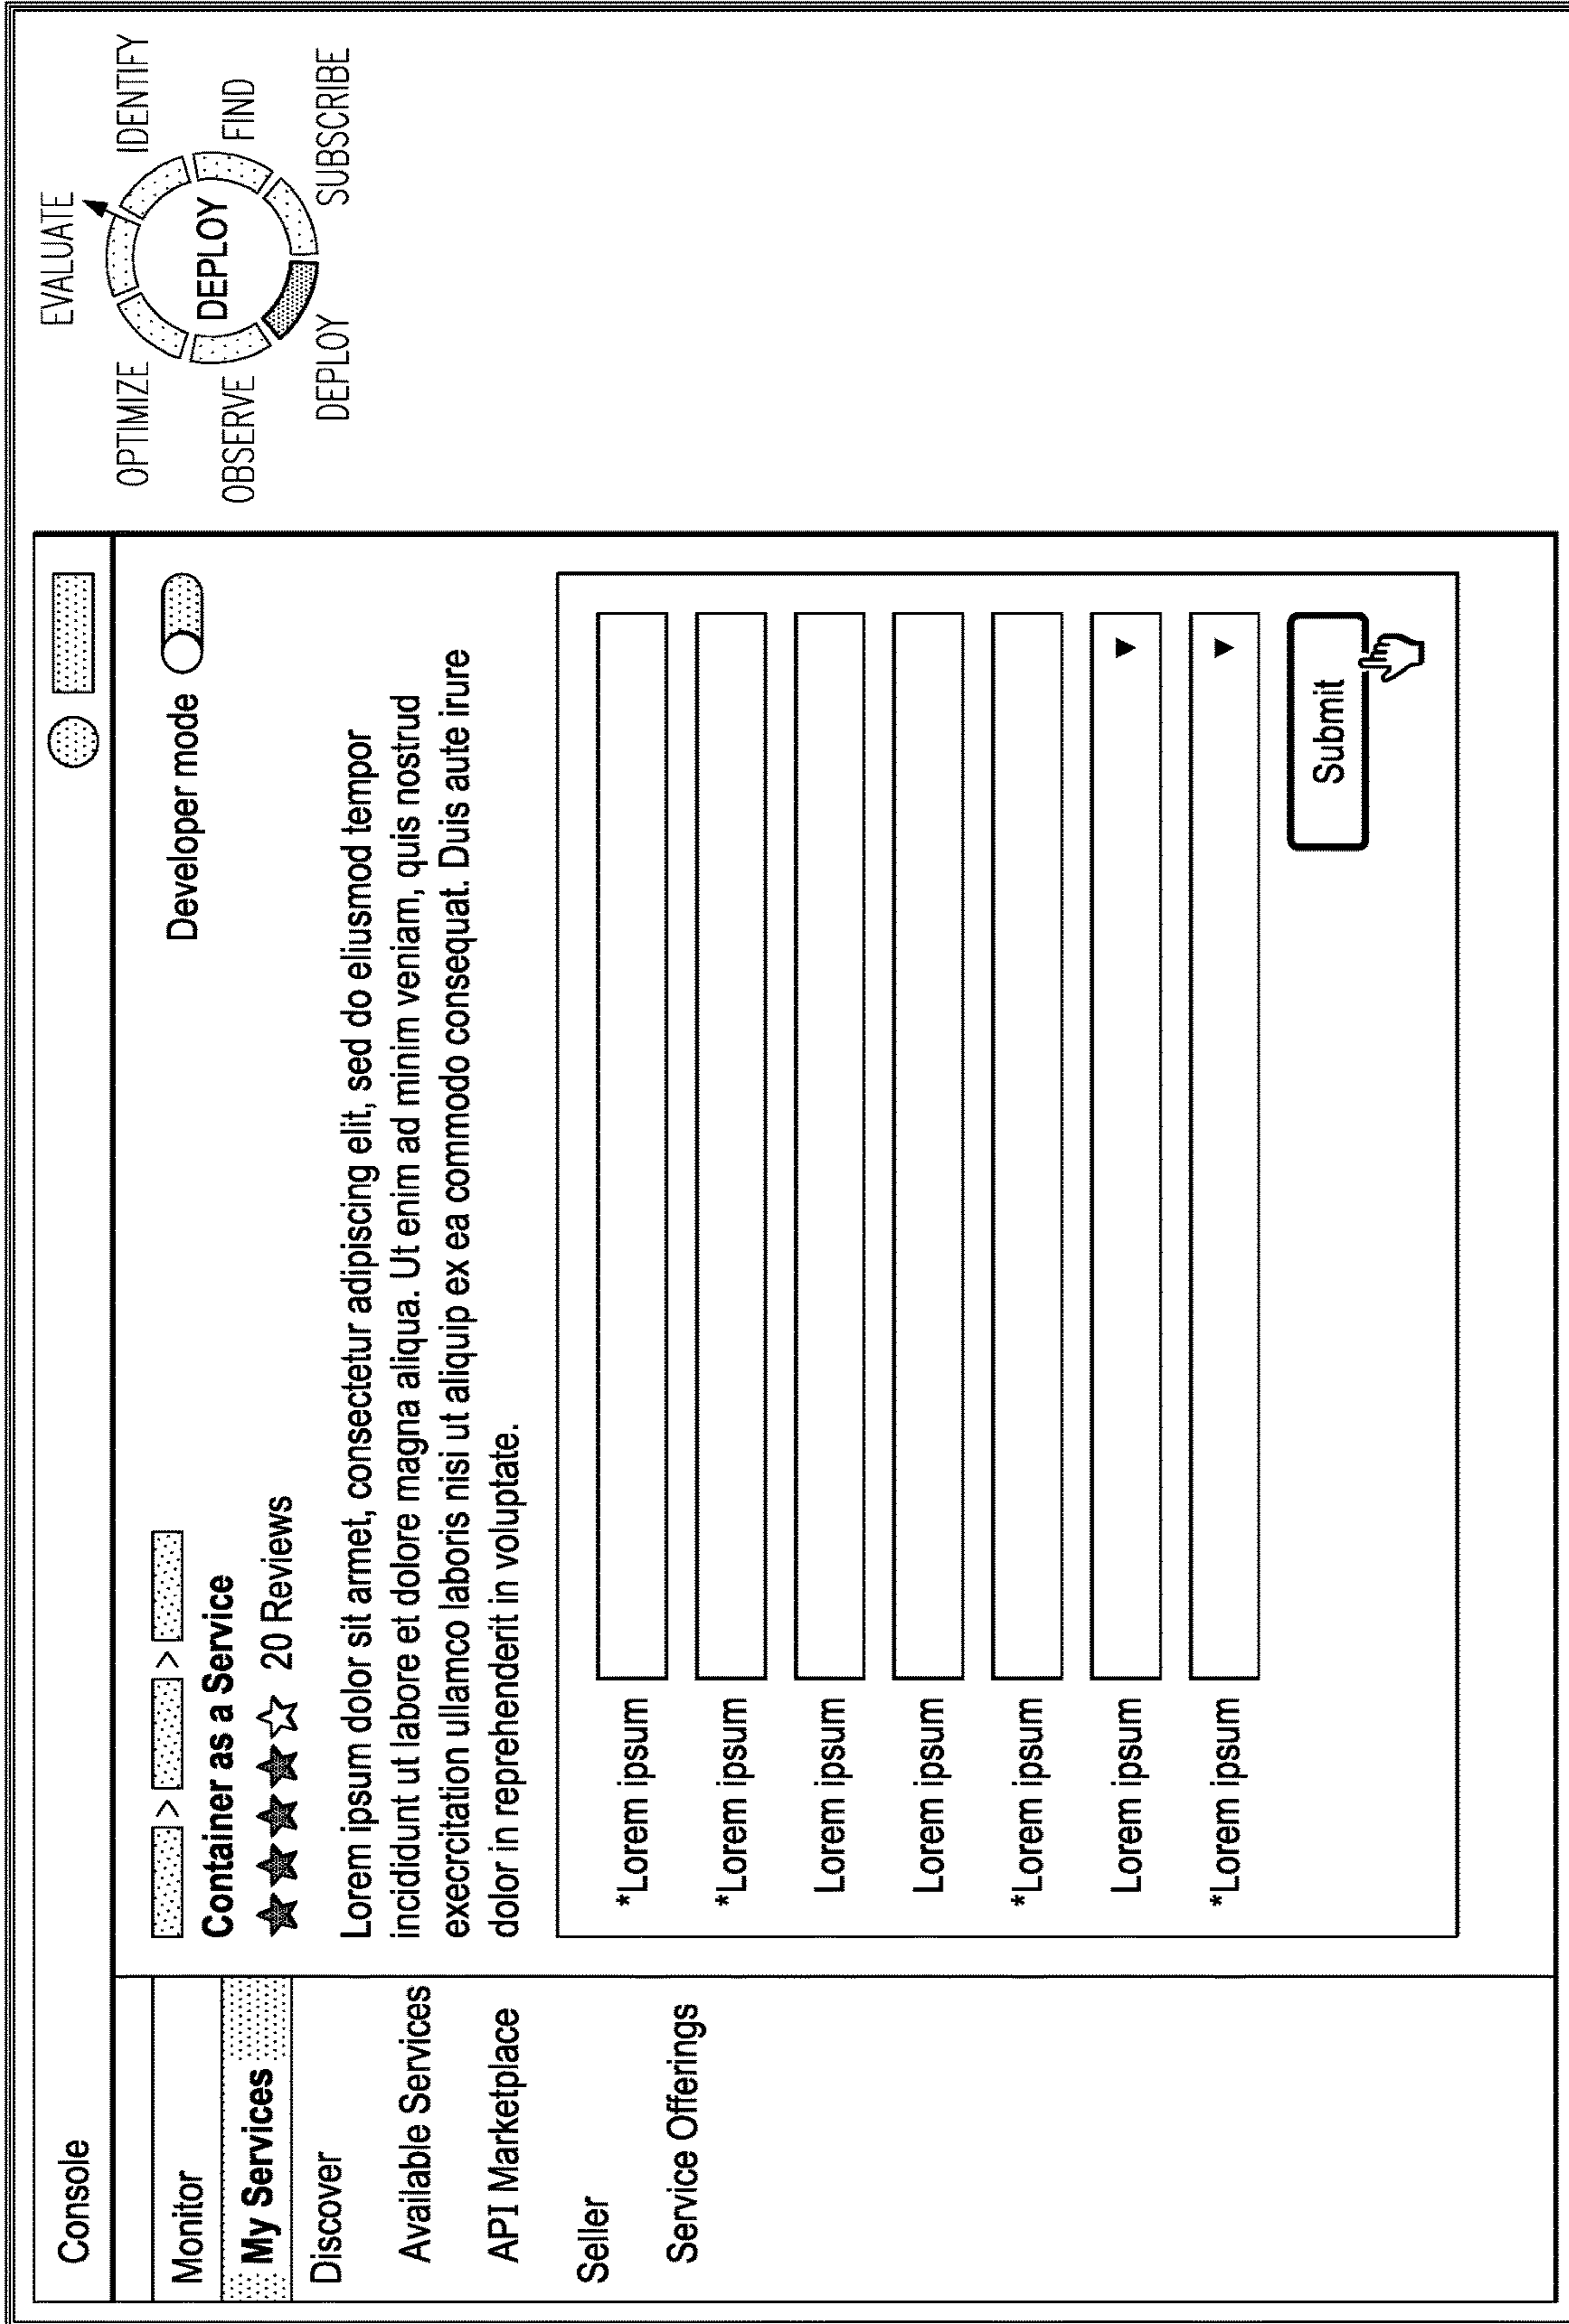 Console
Monitor
My Services
Discover
Available Services
API Marketplace
Seller
Service Offerings
> >
Container as a Service
20 Reviews
Developer mode
Lorem ipsum dolor sit armet, consectetur adipiscing elit, sed do eliusmod tempor
incididunt ut labore et dolore magna aliqua. Ut enim ad minim veniam, quis nostrud
execrcitation ullamco laboris nisi ut aliquip ex ea commodo consequat. Duis aute irure
dolor in reprehenderit in voluptate.
*Lorem ipsum
*Lorem ipsum
Lorem ipsum
Lorem ipsum
*Lorem ipsum
Lorem ipsum
*Lorem ipsum
Submit
EVALUATE
OPTIMIZE
IDENTIFY
OBSERVE
DEPLOY
FIND
DEPLOY
SUBSCRIBE